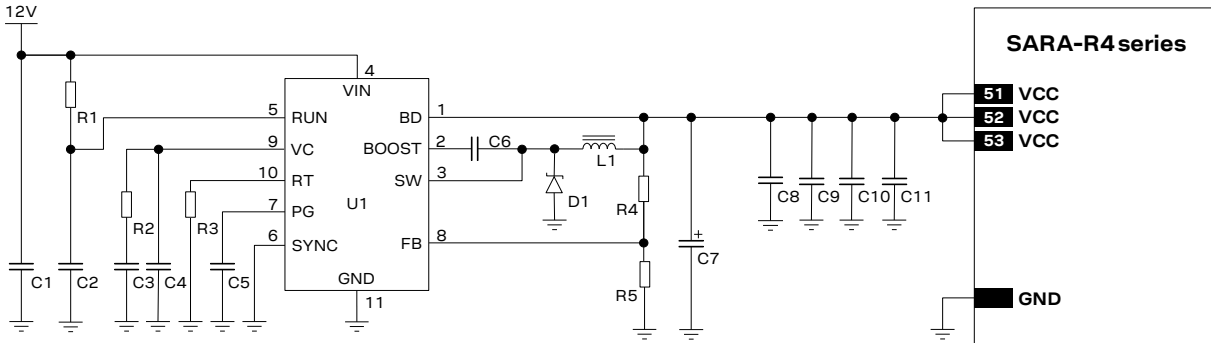 12V
SARA-R4 series
4
VIN
51 VCC
R1
5 RUN
BD 1
52 VCC
9 VC
BOOST 2
C6
53 VCC
L1
10 RT
SW 3
D1
C8
C9
C10
C11
U1
R4
7 PG
R2
R3
6 SYNC
FB 8
C7
+
C1
C2
C3
C4
C5
GND
R5
11
GND